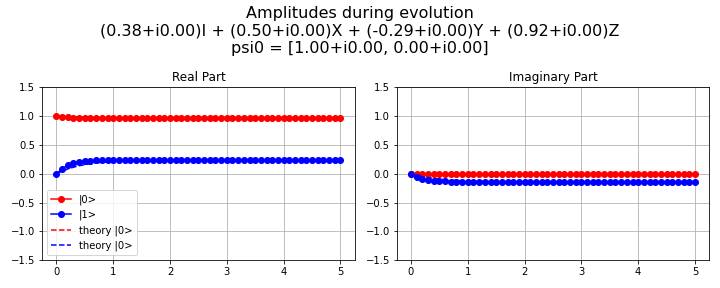 Amplitudes during evolution
(0.38+i0.00)I + (0.50+i0.00)X + (-0.29+i0.00)Y + (0.92+i0.00)Z
psi0 = [1.00+i0.00, 0.00+i0.00]
Real Part
1.5
1.0
0.5
0.0
−0.5
−1.0
−1.5
|0>
|1>
theory |0>
theory |0>
0 1 2 3 4 5
Imaginary Part
1.5
1.0
0.5
0.0
−0.5
−1.0
−1.5
0 1 2 3 4 5